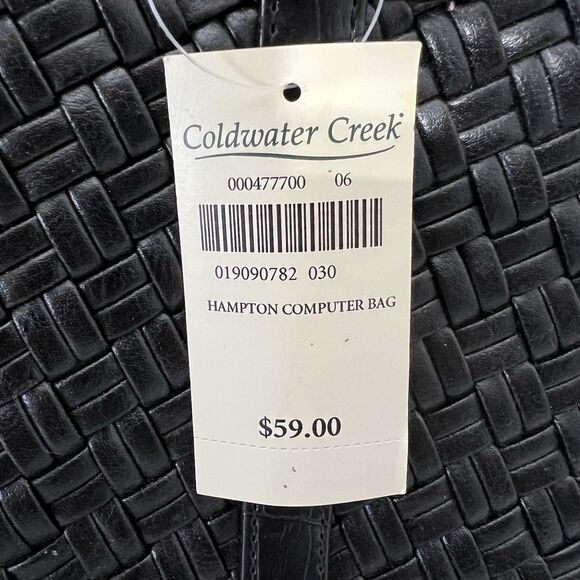 Coldwater Creek®
000477700 06
019090782 030
HAMPTON COMPUTER BAG
$59.00